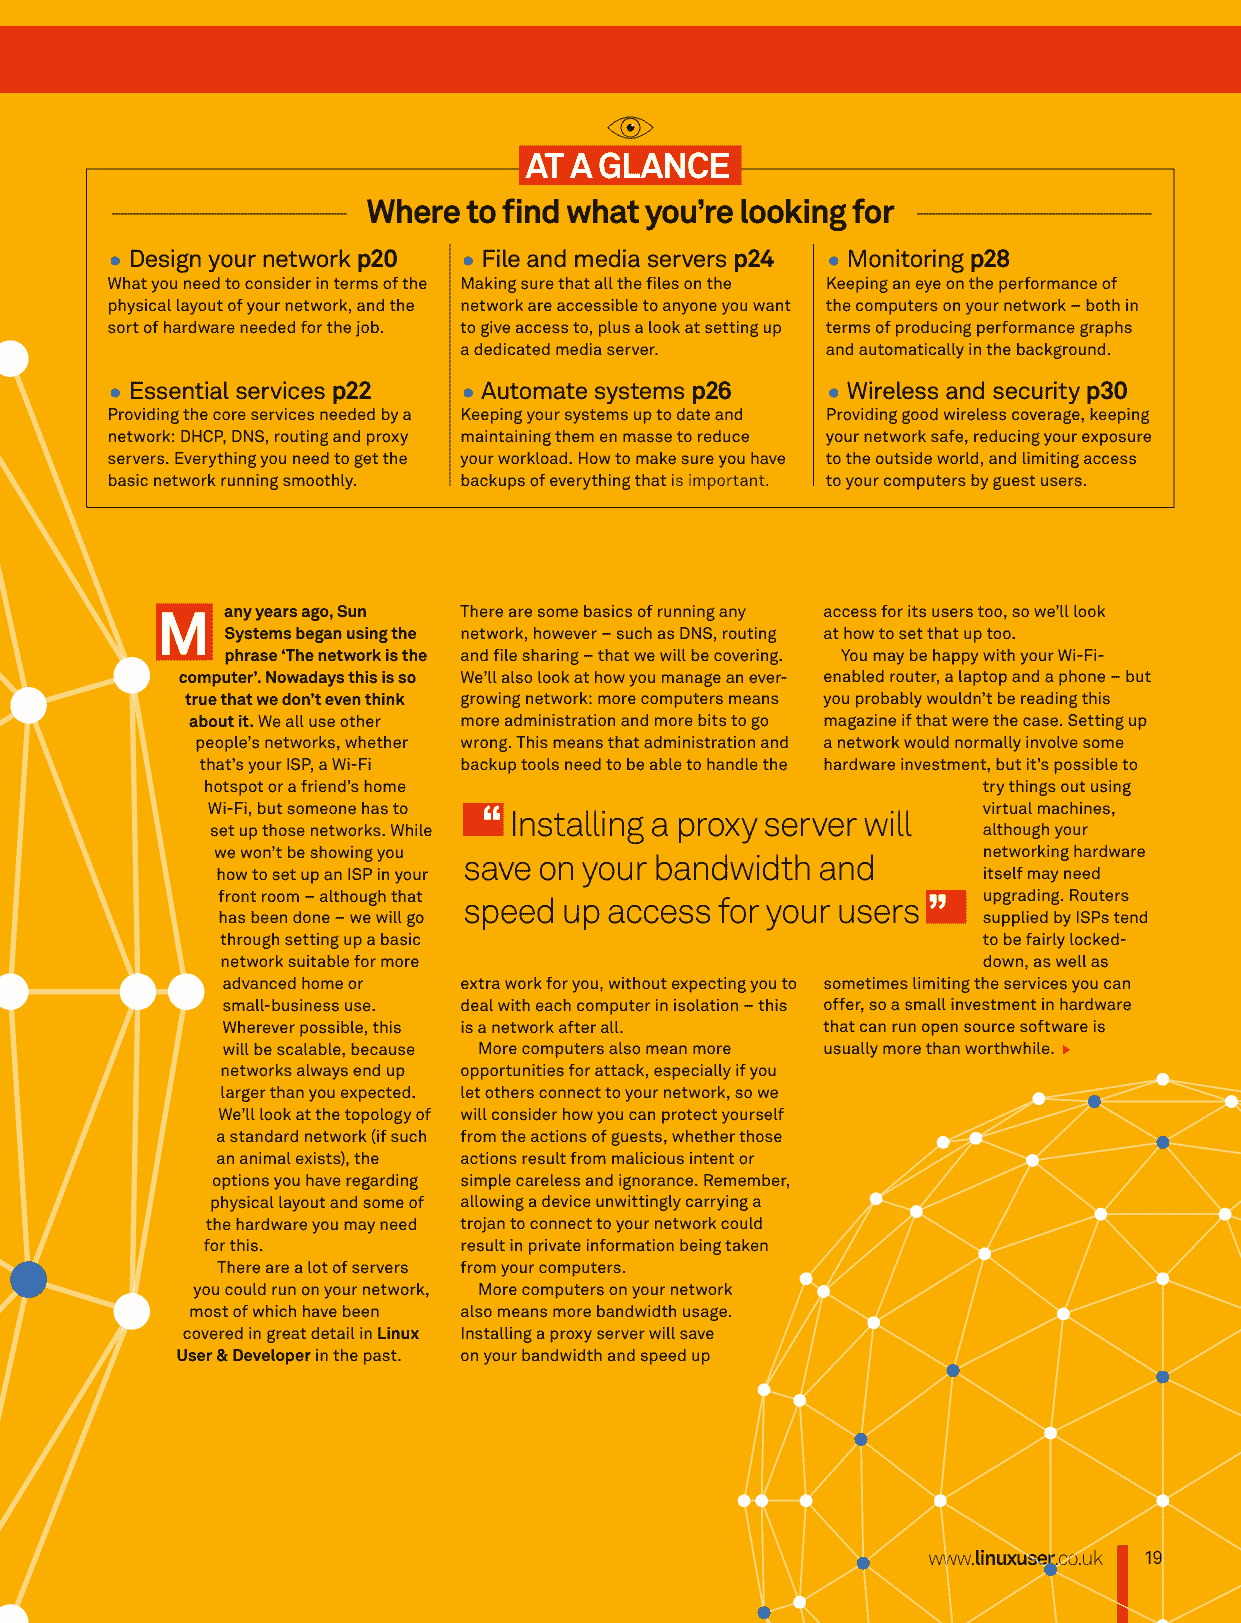 AT A GLANCE
Where to find what you're looking for
• Design your network p20
What you need to consider in terms of the
physical layout of your network, and the
sort of hardware needed for the job.
• Essential services p22
Providing the core services needed by a
network: DHCP, DNS, routing and proxy
servers. Everything you need to get the
basic network running smoothly.
• File and media servers p24
Making sure that all the files on the
network are accessible to anyone you want
to give access to, plus a look at setting up
a dedicated media server.
• Automate systems p26
Keeping your systems up to date and
maintaining them en masse to reduce
your workload. How to make sure you have
backups of everything that is important.
• Monitoring p28
Keeping an eye on the performance of
the computers on your network – both in
terms of producing performance graphs
and automatically in the background.
• Wireless and security p30
Providing good wireless coverage, keeping
your network safe, reducing your exposure
to the outside world, and limiting access
to your computers by guest users.
Many years ago, Sun
Systems began using the
phrase ‘The network is the
computer’. Nowadays this is so
true that we don’t even think
about it. We all use other
people’s networks, whether
that’s your ISP, a Wi-Fi
hotspot or a friend’s home
Wi-Fi, but someone has to
set up those networks. While
we won’t be showing you
how to set up an ISP in your
front room – although that
has been done – we will go
through setting up a basic
network suitable for more
advanced home or
small-business use.
Wherever possible, this
will be scalable, because
networks always end up
larger than you expected.
We’ll look at the topology of
a standard network (if such
an animal exists), the
options you have regarding
physical layout and some of
the hardware you may need
for this.
There are a lot of servers
you could run on your network,
most of which have been
covered in great detail in Linux
User & Developer in the past.
There are some basics of running any
network, however – such as DNS, routing
and file sharing – that we will be covering.
We’ll also look at how you manage an ever-
growing network: more computers means
more administration and more bits to go
wrong. This means that administration and
backup tools need to be able to handle the
“ Installing a proxy server will
save on your bandwidth and
speed up access for your users ”
extra work for you, without expecting you to
deal with each computer in isolation – this
is a network after all.
More computers also mean more
opportunities for attack, especially if you
let others connect to your network, so we
will consider how you can protect yourself
from the actions of guests, whether those
actions result from malicious intent or
simple careless and ignorance. Remember,
allowing a device unwittingly carrying a
trojan to connect to your network could
result in private information being taken
from your computers.
More computers on your network
also means more bandwidth usage.
Installing a proxy server will save
on your bandwidth and speed up
access for its users too, so we’ll look
at how to set that up too.
You may be happy with your Wi-Fi-
enabled router, a laptop and a phone – but
you probably wouldn’t be reading this
magazine if that were the case. Setting up
a network would normally involve some
hardware investment, but it’s possible to
try things out using
virtual machines,
although your
networking hardware
itself may need
upgrading. Routers
supplied by ISPs tend
to be fairly locked-
down, as well as
sometimes limiting the services you can
offer, so a small investment in hardware
that can run open source software is
usually more than worthwhile.
www.linuxuser.co.uk 19